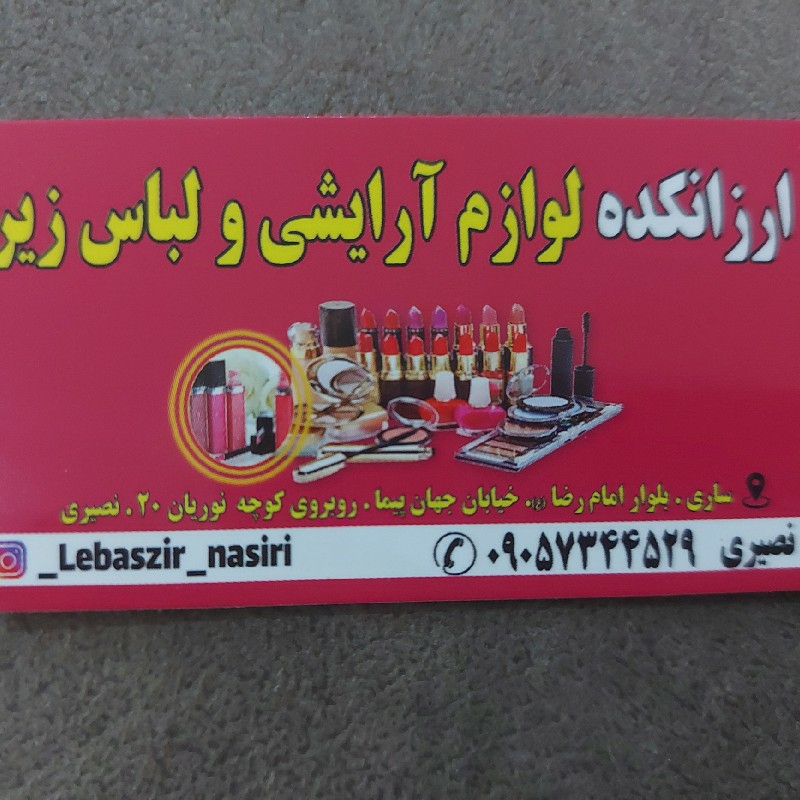 ارزانکده لوازم آرایشی و لباس زیر
ساری . بلوار امام رضا (ع). خیابان جهان پیما . روبروی کوچه نوریان ۲۰ . نصیری
نصیری ۰۹۰۵۷۳۴۴۵۲۹
_Lebaszir_nasiri